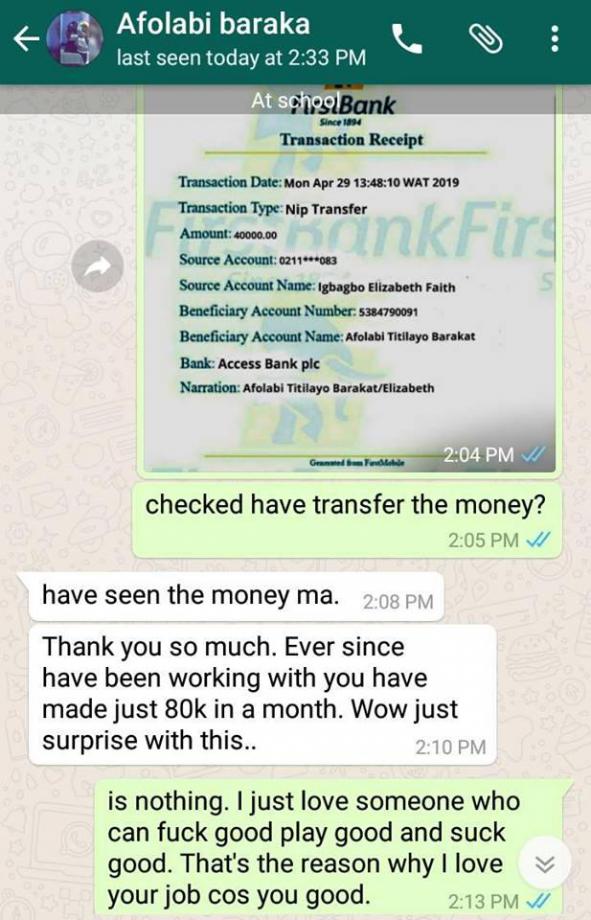 Afolabi baraka
last seen today at 2:33 PM
At school
FirstBank
Since 1894
Transaction Receipt
Transaction Date: Mon Apr 29 13:48:10 WAT 2019
Transaction Type: Nip Transfer
Amount: 40000.00
Source Account: 0211***083
Source Account Name: Igbagbo Elizabeth Faith
Beneficiary Account Number: 5384790091
Beneficiary Account Name: Afolabi Titilayo Barakat
Bank: Access Bank plc
Narration: Afolabi Titilayo Barakat/Elizabeth
Generated from FirstMobile
2:04 PM
checked have transfer the money?
2:05 PM
have seen the money ma.
2:08 PM
Thank you so much. Ever since
have been working with you have
made just 80k in a month. Wow just
surprise with this..
2:10 PM
is nothing. I just love someone who
can fuck good play good and suck
good. That's the reason why I love
your job cos you good.
2:13 PM